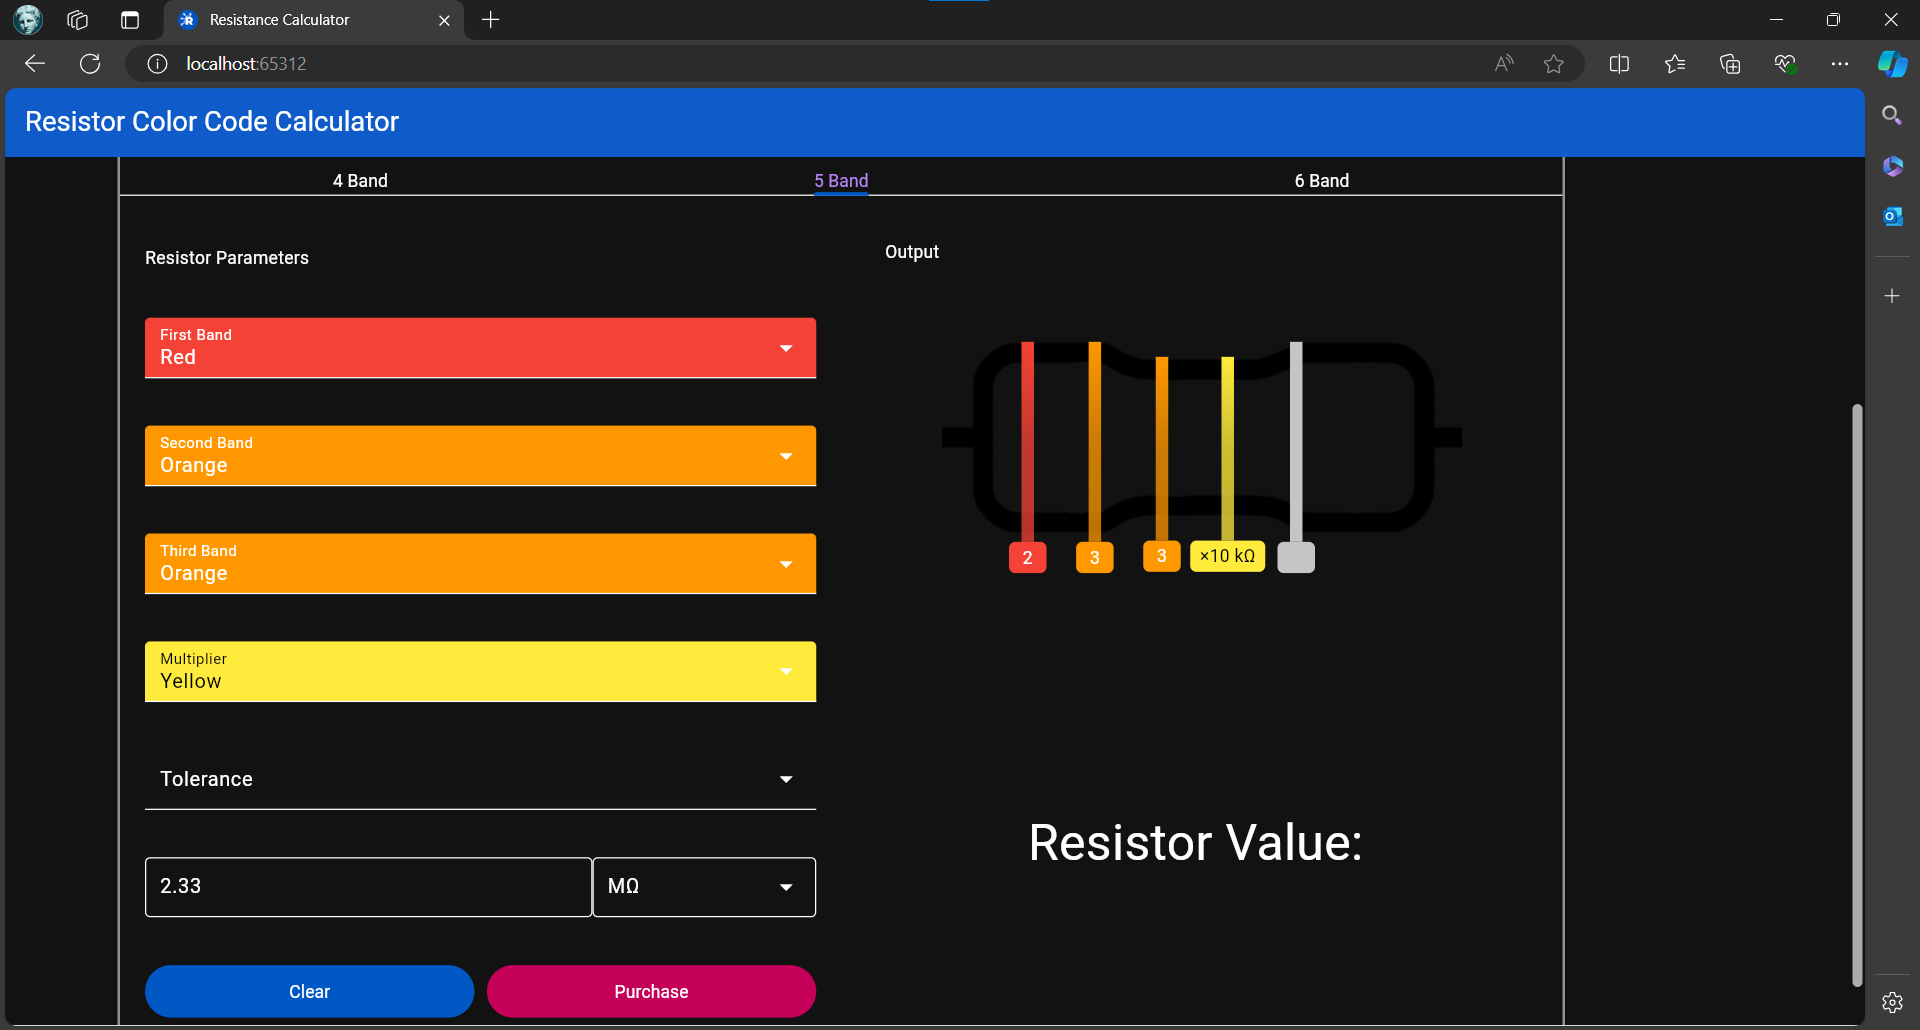 Resistance Calculator
localhost:65312
Resistor Color Code Calculator
4 Band
5 Band
6 Band
Resistor Parameters
Output
First Band
Red
Second Band
Orange
Third Band
Orange
Multiplier
Yellow
2
3
3
×10 kΩ
Tolerance
Resistor Value:
2.33
MΩ
Clear
Purchase